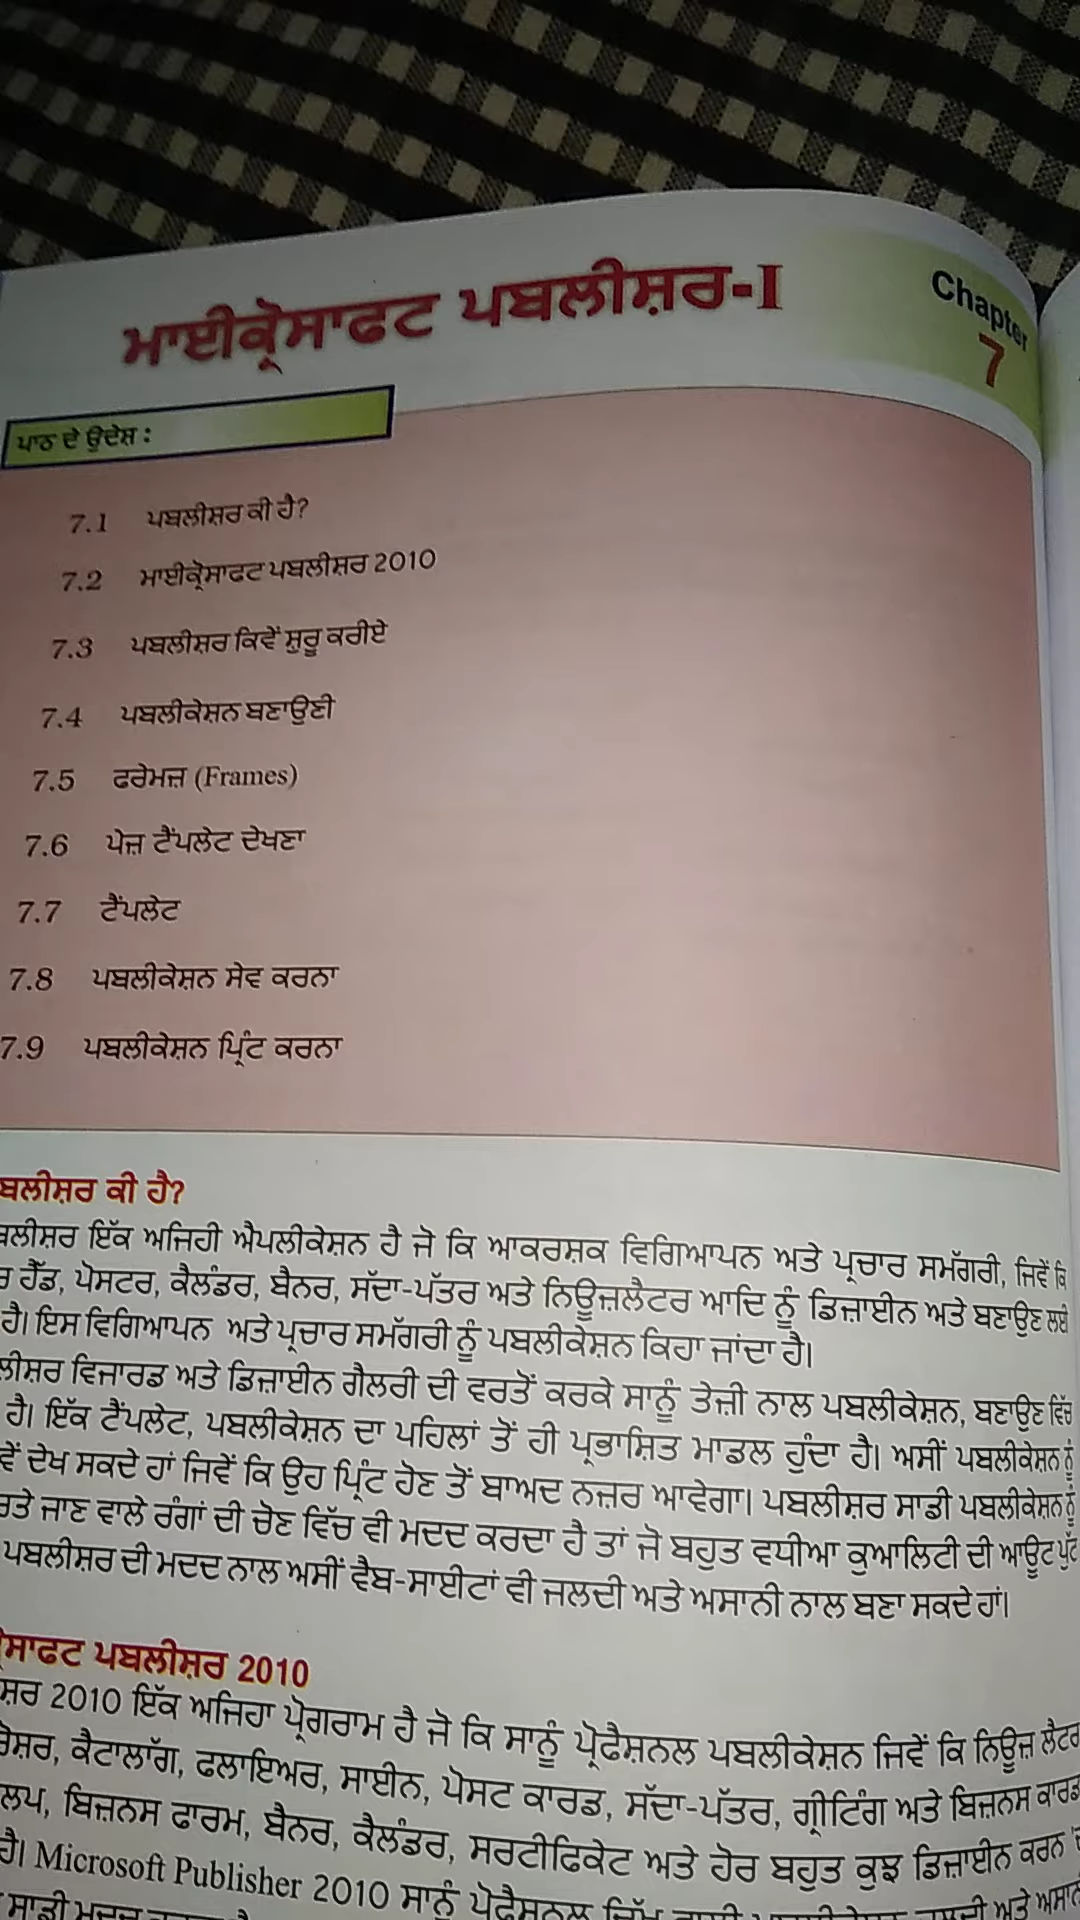 ਮਾਈਕ੍ਰੋਸਾਫਟ ਪਬਲੀਸ਼ਰ-I
Chapter
7
ਪਾਠ ਦੇ ਉਦੇਸ਼ :
7.1 ਪਬਲੀਸ਼ਰ ਕੀ ਹੈ?
7.2 ਮਾਈਕ੍ਰੋਸਾਫਟ ਪਬਲੀਸ਼ਰ 2010
7.3 ਪਬਲੀਸ਼ਰ ਕਿਵੇਂ ਸ਼ੁਰੂ ਕਰੀਏ
7.4 ਪਬਲੀਕੇਸ਼ਨ ਬਣਾਉਣੀ
7.5 ਫਰੇਮਜ਼ (Frames)
7.6 ਪੇਜ਼ ਟੈਂਪਲੇਟ ਦੇਖਣਾ
7.7 ਟੈਂਪਲੇਟ
7.8 ਪਬਲੀਕੇਸ਼ਨ ਸੇਵ ਕਰਨਾ
7.9 ਪਬਲੀਕੇਸ਼ਨ ਪ੍ਰਿੰਟ ਕਰਨਾ
ਬਲੀਸ਼ਰ ਕੀ ਹੈ?
ਬਲੀਸ਼ਰ ਇੱਕ ਅਜਿਹੀ ਐਪਲੀਕੇਸ਼ਨ ਹੈ ਜੋ ਕਿ ਆਕਰਸ਼ਕ ਵਿਗਿਆਪਨ ਅਤੇ ਪ੍ਰਚਾਰ ਸਮੱਗਰੀ, ਜਿਵੇਂ ਕਿ
ਹੈੱਡ, ਪੋਸਟਰ, ਕੈਲੰਡਰ, ਬੈਨਰ, ਸੱਦਾ-ਪੱਤਰ ਅਤੇ ਨਿਊਜ਼ਲੈਟਰ ਆਦਿ ਨੂੰ ਡਿਜ਼ਾਈਨ ਅਤੇ ਬਣਾਉਣ ਲਈ
ਹੈ। ਇਸ ਵਿਗਿਆਪਨ ਅਤੇ ਪ੍ਰਚਾਰ ਸਮੱਗਰੀ ਨੂੰ ਪਬਲੀਕੇਸ਼ਨ ਕਿਹਾ ਜਾਂਦਾ ਹੈ।
ਲੀਸ਼ਰ ਵਿਜਾਰਡ ਅਤੇ ਡਿਜ਼ਾਈਨ ਗੈਲਰੀ ਦੀ ਵਰਤੋਂ ਕਰਕੇ ਸਾਨੂੰ ਤੇਜ਼ੀ ਨਾਲ ਪਬਲੀਕੇਸ਼ਨ, ਬਣਾਉਣ ਵਿੱਚ
ਹੈ। ਇੱਕ ਟੈਂਪਲੇਟ, ਪਬਲੀਕੇਸ਼ਨ ਦਾ ਪਹਿਲਾਂ ਤੋਂ ਹੀ ਪ੍ਰਭਾਸ਼ਿਤ ਮਾਡਲ ਹੁੰਦਾ ਹੈ। ਅਸੀਂ ਪਬਲੀਕੇਸ਼ਨ ਨੂੰ
ਵੇਂ ਦੇਖ ਸਕਦੇ ਹਾਂ ਜਿਵੇਂ ਕਿ ਉਹ ਪ੍ਰਿੰਟ ਹੋਣ ਤੋਂ ਬਾਅਦ ਨਜ਼ਰ ਆਵੇਗਾ। ਪਬਲੀਸ਼ਰ ਸਾਡੀ ਪਬਲੀਕੇਸ਼ਨ ਨੂੰ
ਰਤੇ ਜਾਣ ਵਾਲੇ ਰੰਗਾਂ ਦੀ ਚੋਣ ਵਿੱਚ ਵੀ ਮਦਦ ਕਰਦਾ ਹੈ ਤਾਂ ਜੋ ਬਹੁਤ ਵਧੀਆ ਕੁਆਲਿਟੀ ਦੀ ਆਊਟ ਪੁੱਟ
ਪਬਲੀਸ਼ਰ ਦੀ ਮਦਦ ਨਾਲ ਅਸੀਂ ਵੈਬ-ਸਾਈਟਾਂ ਵੀ ਜਲਦੀ ਅਤੇ ਅਸਾਨੀ ਨਾਲ ਬਣਾ ਸਕਦੇ ਹਾਂ।
ਸਾਫਟ ਪਬਲੀਸ਼ਰ 2010
ਸ਼ਰ 2010 ਇੱਕ ਅਜਿਹਾ ਪ੍ਰੋਗਰਾਮ ਹੈ ਜੋ ਕਿ ਸਾਨੂੰ ਪ੍ਰੋਫੈਸ਼ਨਲ ਪਬਲੀਕੇਸ਼ਨ ਜਿਵੇਂ ਕਿ ਨਿਊਜ਼ ਲੈਟਰ
ਰੋਸ਼ਰ, ਕੈਟਾਲਾੱਗ, ਫਲਾਇਅਰ, ਸਾਈਨ, ਪੋਸਟ ਕਾਰਡ, ਸੱਦਾ-ਪੱਤਰ, ਗ੍ਰੀਟਿੰਗ ਅਤੇ ਬਿਜ਼ਨਸ ਕਾਰਡ
ਲਪ, ਬਿਜ਼ਨਸ ਫਾਰਮ, ਬੈਨਰ, ਕੈਲੰਡਰ, ਸਰਟੀਫਿਕੇਟ ਅਤੇ ਹੋਰ ਬਹੁਤ ਕੁਝ ਡਿਜ਼ਾਈਨ ਕਰਨ
ਹੈ। Microsoft Publisher 2010 ਸਾਨੂੰ ਪ੍ਰੋਫੈਸ਼ਨਲ ਅਤੇ
ਸਾਡੀ ਮਦਦ